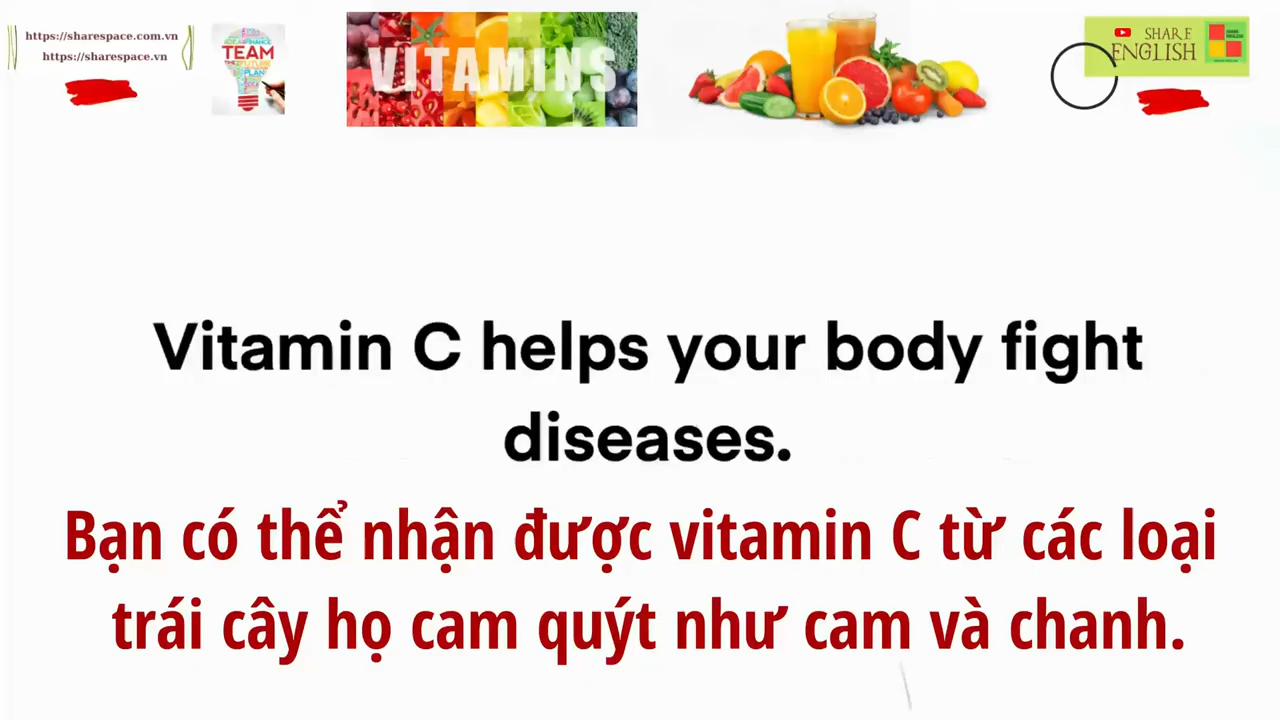 https://sharespace.com.vn
https://sharespace.vn
TEAM
PLAN
VITAMINS
SHARE
ENGLISH
Vitamin C helps your body fight
diseases.
Bạn có thể nhận được vitamin C từ các loại
trái cây họ cam quýt như cam và chanh.